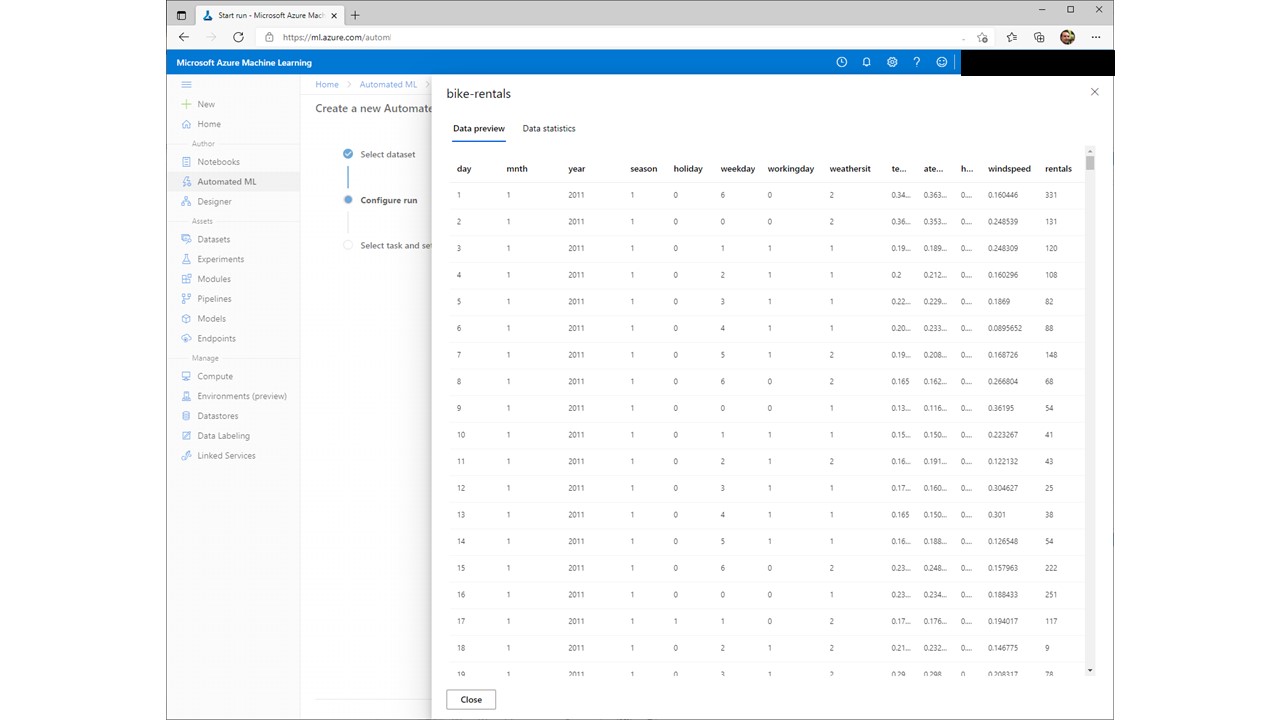 Start run - Microsoft Azure Mach
https://ml.azure.com/automl
Microsoft Azure Machine Learning
New
Home
Author
Notebooks
Automated ML
Designer
Assets
Datasets
Experiments
Modules
Pipelines
Models
Endpoints
Manage
Compute
Environments (preview)
Datastores
Data Labeling
Linked Services
Home > Automated ML >
Create a new Automate
Select dataset
Configure run
Select task and set
bike-rentals
Data preview Data statistics
day mnth year season holiday weekday workingday weathersit te... ate... h... windspeed rentals
1 1 2011 1 0 6 0 2 0.34... 0.363... 0.... 0.160446 331
2 1 2011 1 0 0 0 2 0.36... 0.353... 0.... 0.248539 131
3 1 2011 1 0 1 1 1 0.19... 0.189... 0.... 0.248309 120
4 1 2011 1 0 2 1 1 0.2 0.212... 0.... 0.160296 108
5 1 2011 1 0 3 1 1 0.22... 0.229... 0.... 0.1869 82
6 1 2011 1 0 4 1 1 0.20... 0.233... 0.... 0.0895652 88
7 1 2011 1 0 5 1 2 0.19... 0.208... 0.... 0.168726 148
8 1 2011 1 0 6 0 2 0.165 0.162... 0.... 0.266804 68
9 1 2011 1 0 0 0 1 0.13... 0.116... 0.... 0.36195 54
10 1 2011 1 0 1 1 1 0.15... 0.150... 0.... 0.223267 41
11 1 2011 1 0 2 1 2 0.16... 0.191... 0.... 0.122132 43
12 1 2011 1 0 3 1 1 0.17... 0.160... 0.... 0.304627 25
13 1 2011 1 0 4 1 1 0.165 0.150... 0.... 0.301 38
14 1 2011 1 0 5 1 1 0.16... 0.188... 0.... 0.126548 54
15 1 2011 1 0 6 0 2 0.23... 0.248... 0.... 0.157963 222
16 1 2011 1 0 0 0 1 0.23... 0.234... 0.... 0.188433 251
17 1 2011 1 1 1 0 2 0.17... 0.176... 0.... 0.194017 117
18 1 2011 1 0 2 1 2 0.21... 0.232... 0.... 0.146775 9
19 1 2011 1 0 3 1 2 0.29... 0.298... 0.... 0.208317 78
Close